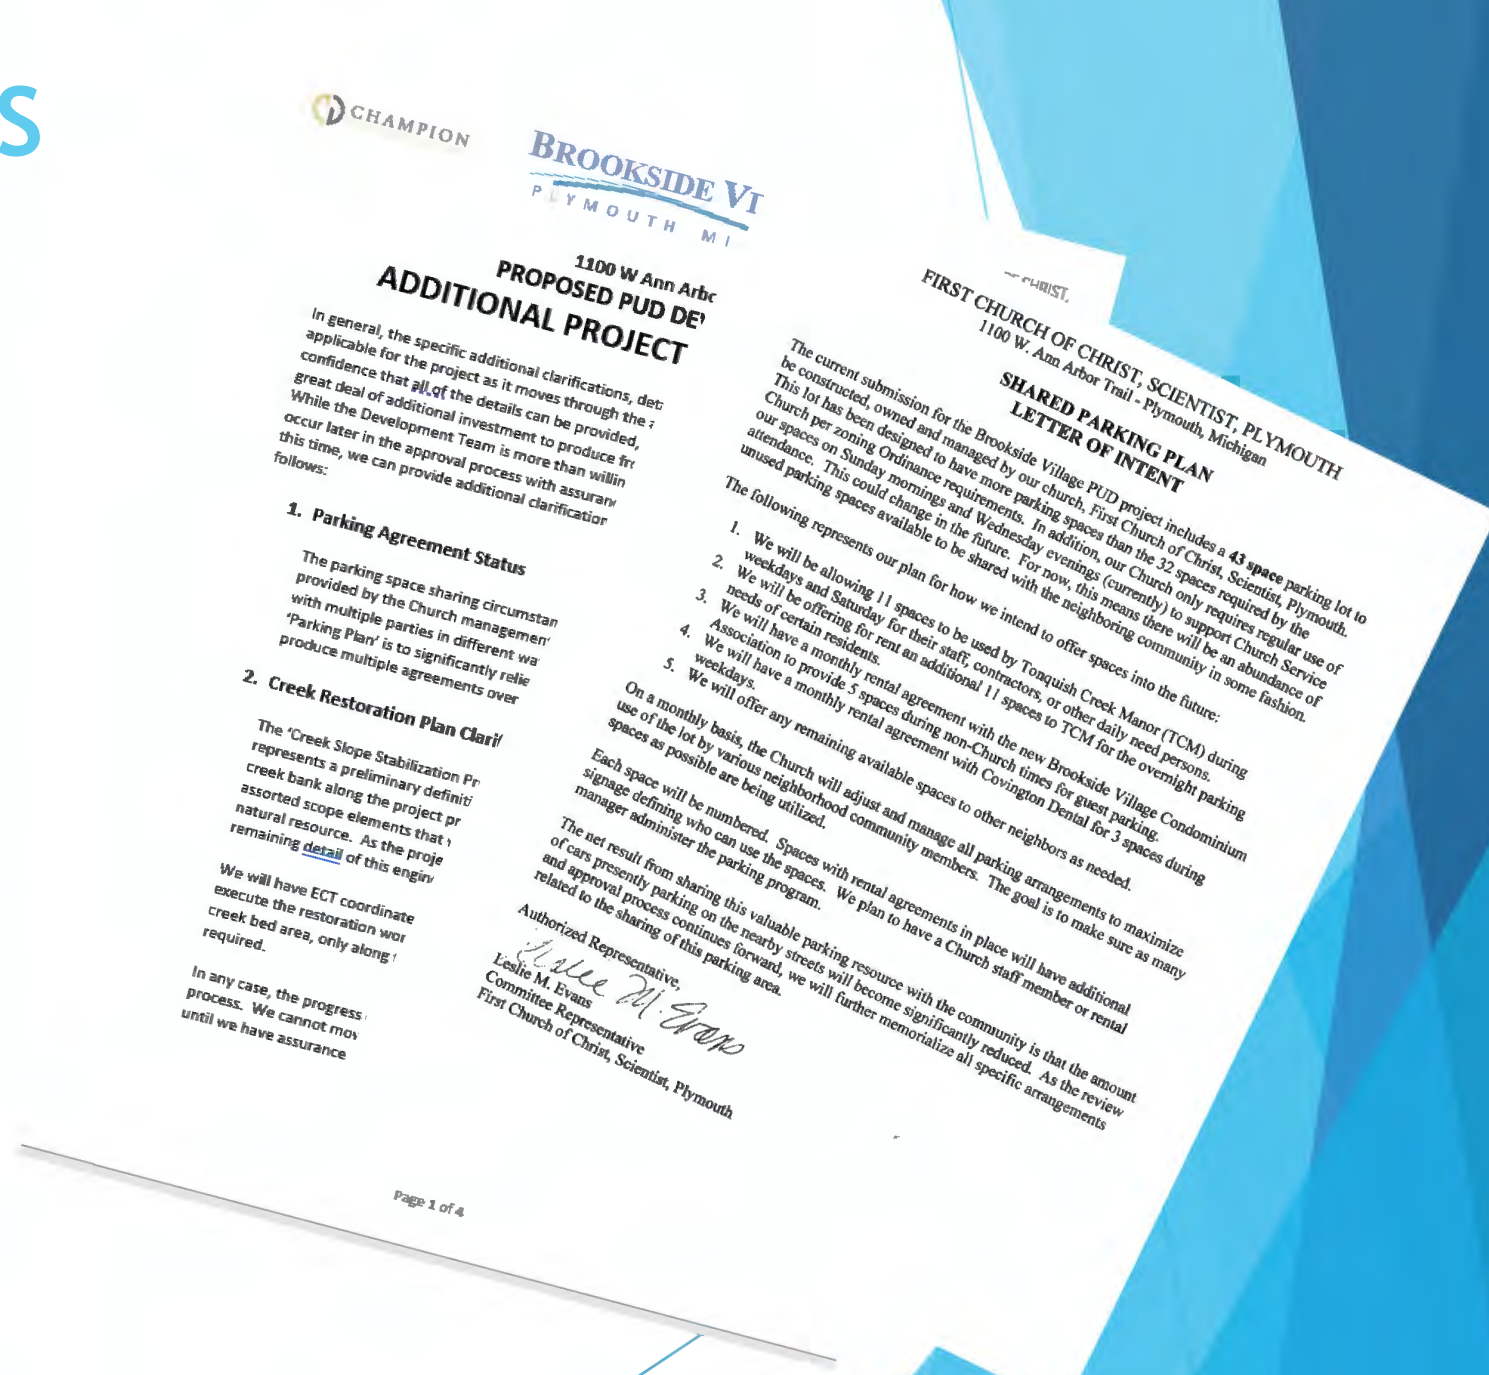 S
CHAMPION
BROOKSIDE VI
PLYMOUTH MI
1100 W Ann Arbo
PROPOSED PUD DEV
ADDITIONAL PROJECT
In general, the specific additional clarifications, det
applicable for the project as it moves through the
confidence that all of the details can be provided,
great deal of additional investment to produce
While the Development Team is more than willin
occur later in the approval process with assuran
this time, we can provide additional clarification
follows:
1. Parking Agreement Status
The parking space sharing circumstan
provided by the Church management
with multiple parties in different wa
'Parking Plan' is to significantly relie
produce multiple agreements over
2. Creek Restoration Plan Clarif
The 'Creek Slope Stabilization Pr
represents a preliminary definiti
creek bank along the project pr
assorted scope elements that
natural resource. As the proje
remaining detail of this engin
We will have ECT coordinate
execute the restoration wor
creek bed area, only along
required.
In any case, the progress
process. We cannot mov
until we have assurance
Page 1 of 4
CHRIST,
FIRST CHURCH OF CHRIST, SCIENTIST, PLYMOUTH
1100 W. Ann Arbor Trail - Plymouth, Michigan
SHARED PARKING PLAN
LETTER OF INTENT
The current submission for the Brookside Village PUD project includes a 43 space parking lot to
be constructed, owned and managed by our church, First Church of Christ, Scientist, Plymouth.
This lot has been designed to have more parking spaces than the 32 spaces required by the
Church per zoning Ordinance requirements. In addition, our Church only requires regular use of
our spaces on Sunday mornings and Wednesday evenings (currently) to support Church Service
attendance. This could change in the future. For now, this means there will be an abundance of
unused parking spaces available to be shared with the neighboring community in some fashion.
The following represents our plan for how we intend to offer spaces into the future:
1. We will be allowing 11 spaces to be used by Tonquish Creek Manor (TCM) during
weekdays and Saturday for their staff, contractors, or other daily need persons.
2. We will be offering for rent an additional 11 spaces to TCM for the overnight parking
needs of certain residents.
3. We will have a monthly rental agreement with the new Brookside Village Condominium
Association to provide 5 spaces during non-Church times for guest parking.
4. We will have a monthly rental agreement with Covington Dental for 3 spaces during
weekdays.
5. We will offer any remaining available spaces to other neighbors as needed.
On a monthly basis, the Church will adjust and manage all parking arrangements to maximize
use of the lot by various neighborhood community members. The goal is to make sure as many
spaces as possible are being utilized.
Each space will be numbered. Spaces with rental agreements in place will have additional
signage defining who can use the spaces. We plan to have a Church staff member or rental
manager administer the parking program.
The net result from sharing this valuable parking resource with the community is that the amount
of cars presently parking on the nearby streets will become significantly reduced. As the review
and approval process continues forward, we will further memorialize all specific arrangements
related to the sharing of this parking area.
Authorized Representative,
Leslie M. Evans
Leslie M. Evans
Committee Representative
First Church of Christ, Scientist, Plymouth